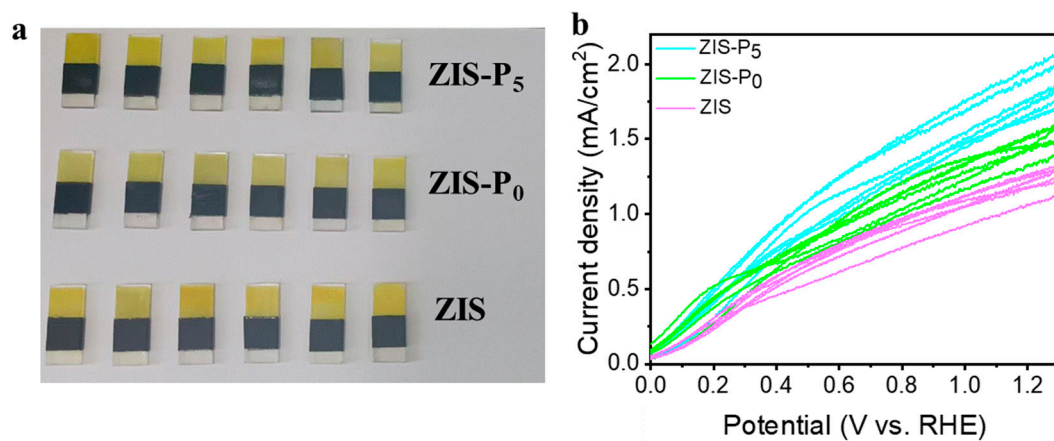 a
ZIS-P₅
ZIS-P₀
ZIS
b
ZIS-P₅
ZIS-P₀
ZIS
2.0
1.5
1.0
0.5
0.0
Current density (mA/cm²)
0.0 0.2 0.4 0.6 0.8 1.0 1.2
Potential (V vs. RHE)